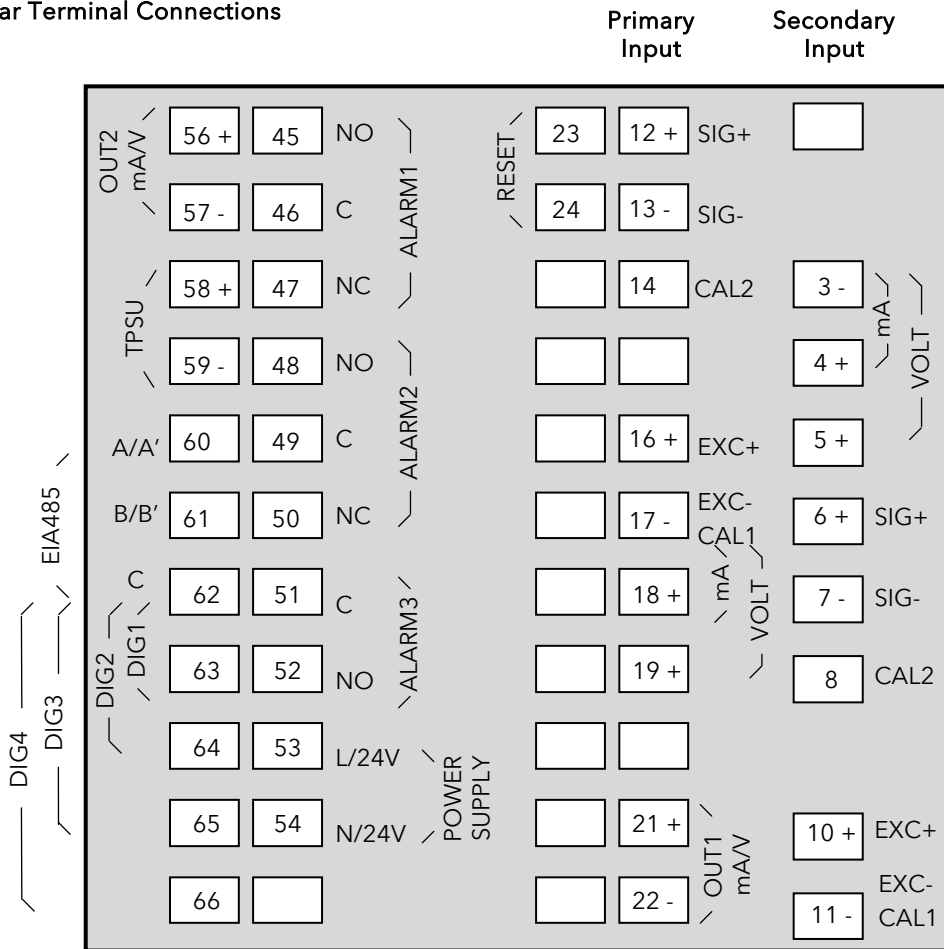 ar Terminal Connections
Primary
Input
Secondary
Input
OUT2
mA/V
56 + 45 NO
57 - 46 C
ALARM1
58 + 47 NC
TPSU
59 - 48 NO
A/A' 60 49 C
ALARM2
B/B' 61 50 NC
EIA485
C 62 51 C
63 52 NO
ALARM3
DIG1
DIG2
DIG3
DIG4
64 53 L/24V
65 54 N/24V
POWER
SUPPLY
66
RESET
23 12 + SIG+
24 13 - SIG-
14 CAL2
16 + EXC+
17 - EXC-
CAL1
18 +
mA
19 +
VOLT
21 +
22 -
OUT1
mA/V
3 -
4 +
mA
5 +
VOLT
6 + SIG+
7 - SIG-
8 CAL2
10 + EXC+
11 - EXC-
CAL1